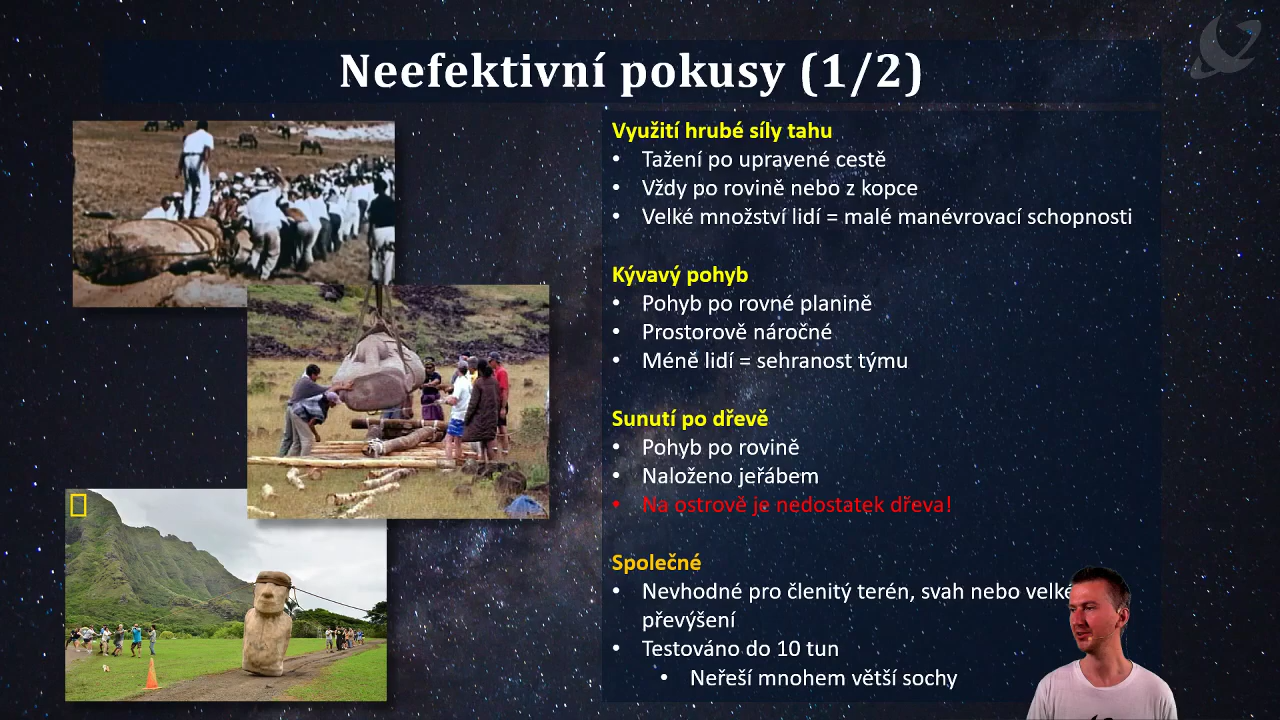 Neefektivní pokusy (1/2)
Využití hrubé síly tahu
• Tažení po upravené cestě
• Vždy po rovině nebo z kopce
• Velké množství lidí = malé manévrovací schopnosti
Kývavý pohyb
• Pohyb po rovné planině
• Prostorově náročné
• Méně lidí = sehranost týmu
Sunutí po dřevě
• Pohyb po rovině
• Naloženo jeřábem
• Na ostrově je nedostatek dřeva!
Společné
• Nevhodné pro členitý terén, svah nebo velké
převýšení
• Testováno do 10 tun
• Neřeší mnohem větší sochy